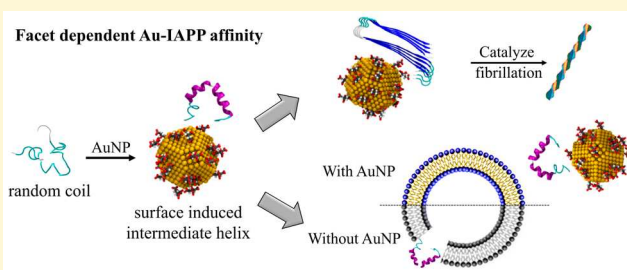 Facet dependent Au-IAPP affinity
Catalyze
fibrillation
AuNP
random coil
surface induced
intermediate helix
With AuNP
Without AuNP